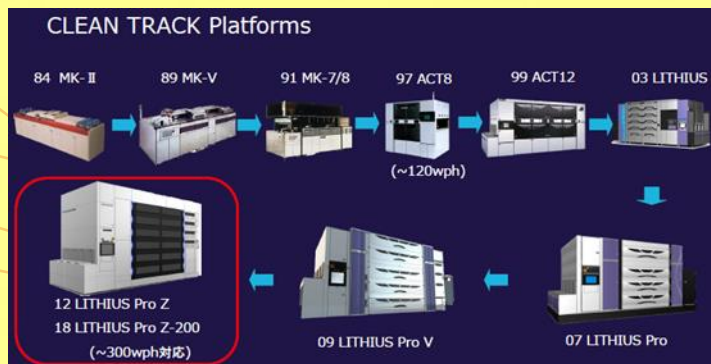 CLEAN TRACK Platforms
84 MK-Ⅱ
89 MK-V
91 MK-7/8
97 ACT8
(~120wph)
99 ACT12
03 LITHIUS
07 LITHIUS Pro
09 LITHIUS Pro V
12 LITHIUS Pro Z
18 LITHIUS Pro Z-200
(~300wph対応)